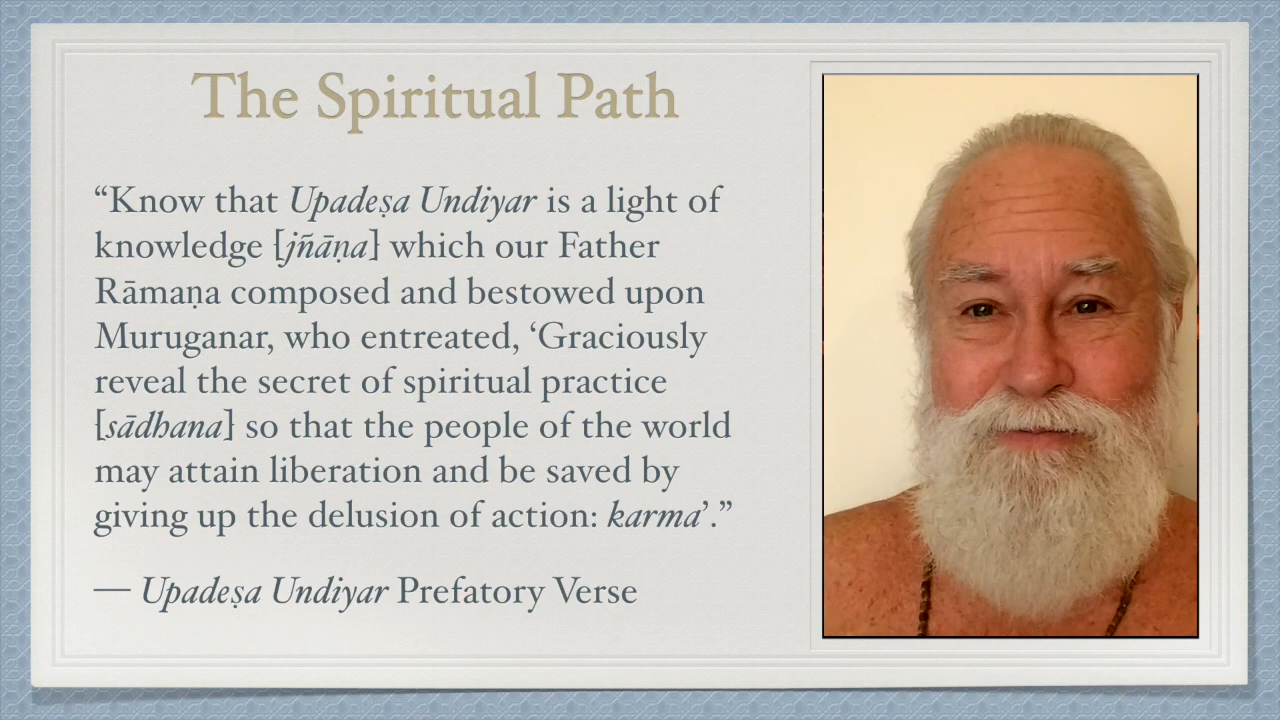 The Spiritual Path
“Know that Upadeṣa Undiyar is a light of
knowledge [jñāṇa] which our Father
Rāmaṇa composed and bestowed upon
Muruganar, who entreated, ‘Graciously
reveal the secret of spiritual practice
[sādhana] so that the people of the world
may attain liberation and be saved by
giving up the delusion of action: karma’.”
— Upadeṣa Undiyar Prefatory Verse